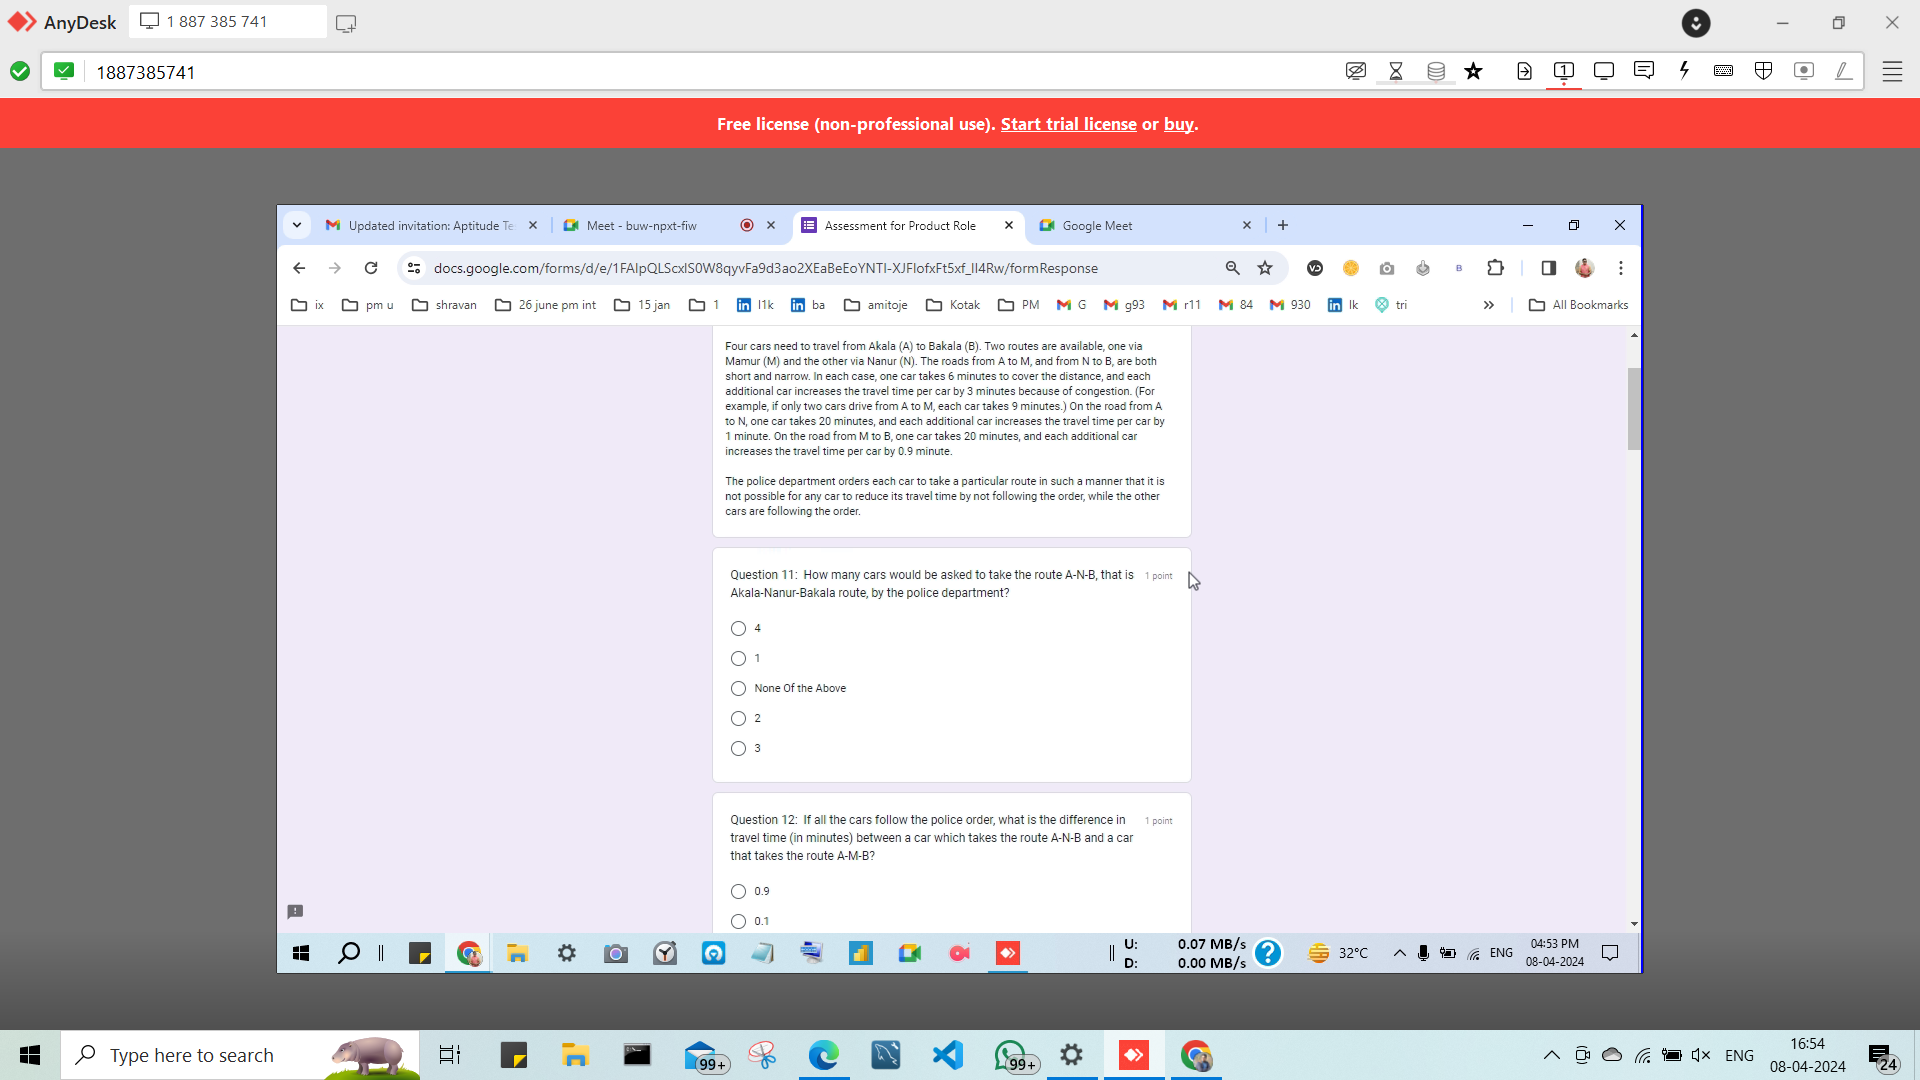 AnyDesk
1 887 385 741
1887385741
Free license (non-professional use). Start trial license or buy.
Updated invitation: Aptitude Te
Meet - buw-npxt-fiw
Assessment for Product Role
Google Meet
docs.google.com/forms/d/e/1FAIpQLScxlS0W8qyvFa9d3ao2XEaBeEoYNTI-XJFlofxFt5xf_lI4Rw/formResponse
ix
pm u
shravan
26 june pm int
15 jan
1
l1k
ba
amitoje
Kotak
PM
G
g93
r11
84
930
lk
tri
All Bookmarks
Four cars need to travel from Akala (A) to Bakala (B). Two routes are available, one via
Mamur (M) and the other via Nanur (N). The roads from A to M, and from N to B, are both
short and narrow. In each case, one car takes 6 minutes to cover the distance, and each
additional car increases the travel time per car by 3 minutes because of congestion. (For
example, if only two cars drive from A to M, each car takes 9 minutes.) On the road from A
to N, one car takes 20 minutes, and each additional car increases the travel time per car by
1 minute. On the road from M to B, one car takes 20 minutes, and each additional car
increases the travel time per car by 0.9 minute.
The police department orders each car to take a particular route in such a manner that it is
not possible for any car to reduce its travel time by not following the order, while the other
cars are following the order.
Question 11: How many cars would be asked to take the route A-N-B, that is
1 point
Akala-Nanur-Bakala route, by the police department?
4
1
None Of the Above
2
3
Question 12: If all the cars follow the police order, what is the difference in
1 point
travel time (in minutes) between a car which takes the route A-N-B and a car
that takes the route A-M-B?
0.9
0.1
U: 0.07 MB/s
D: 0.00 MB/s
32°C
ENG
04:53 PM
08-04-2024
Type here to search
99+
99+
ENG
16:54
08-04-2024
24